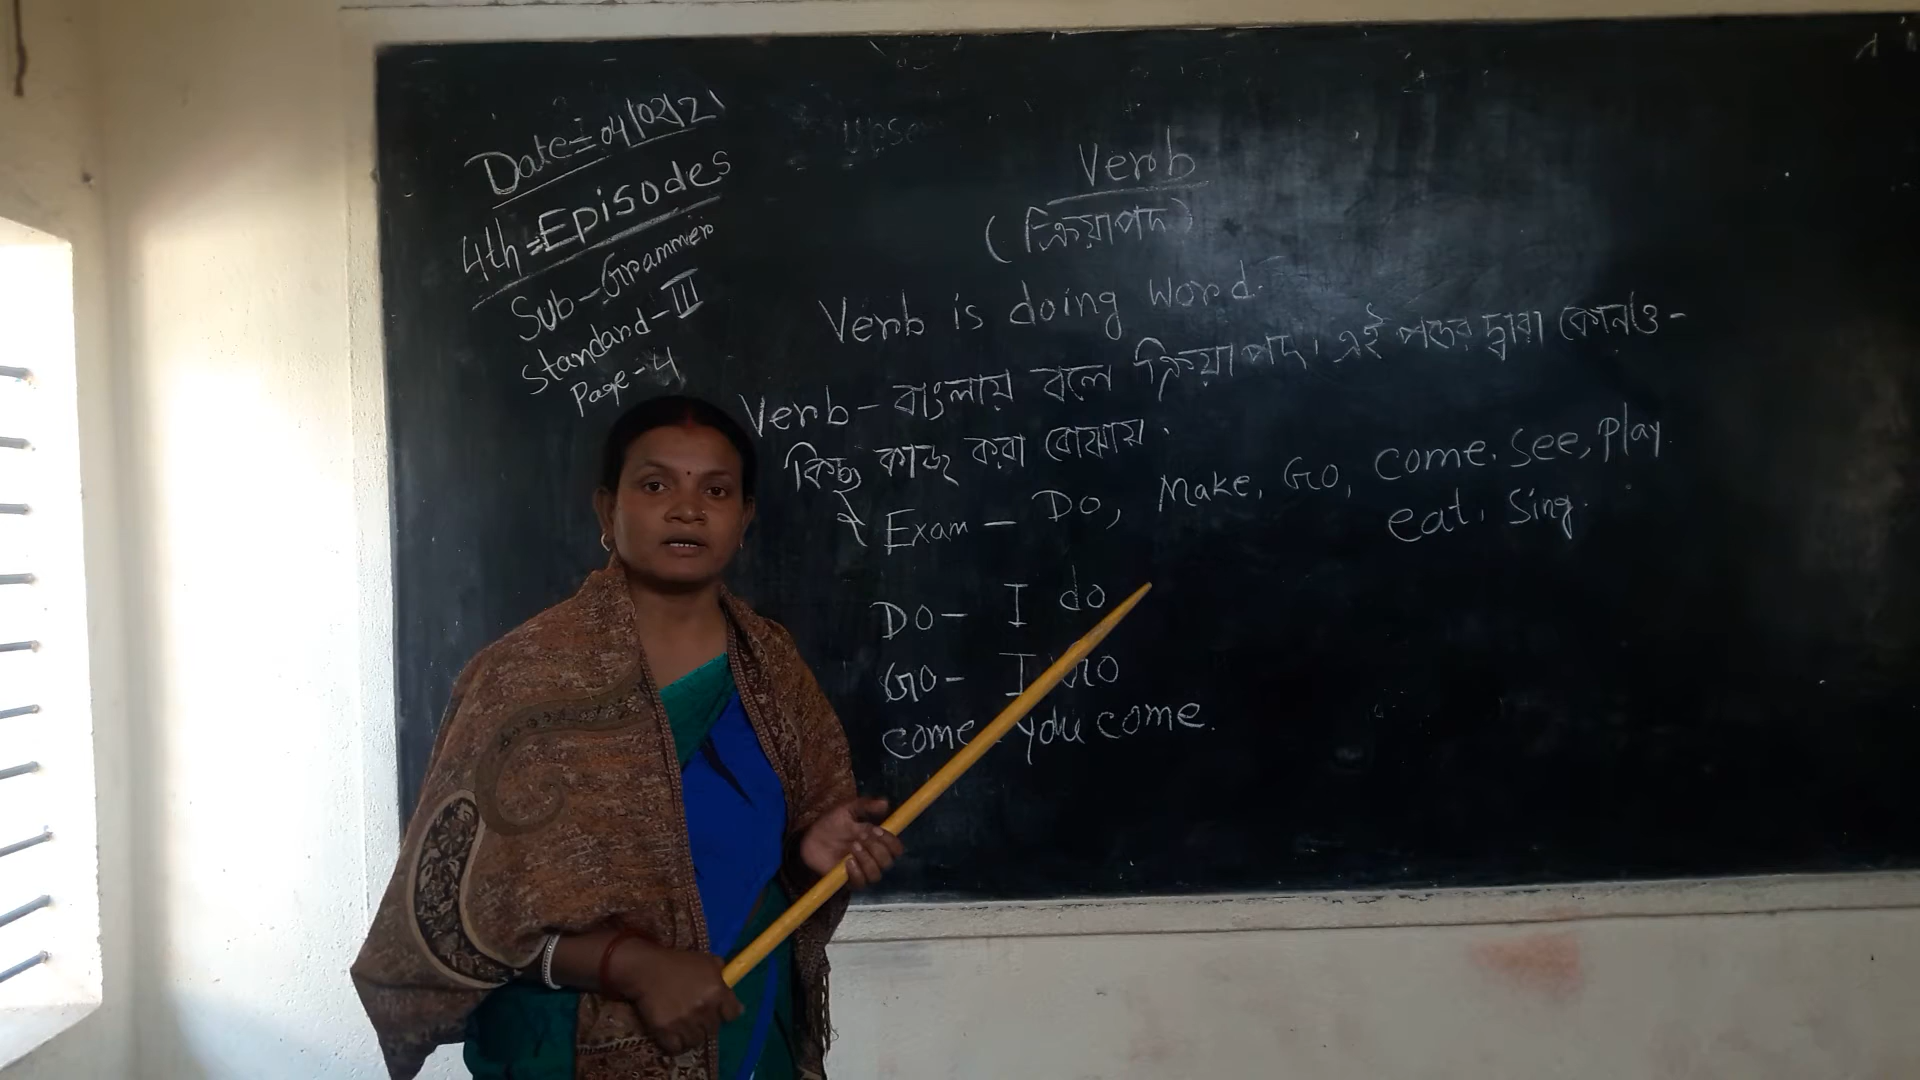 Date= 04/02/21
4th=Episodes
Sub-Grammer
Standard-III
Page-4
Verb
(ক্রিয়াপদ)
Verb is doing word.
Verb- বাংলায় বলে ক্রিয়াপদ। এই পদের দ্বারা কোনও-
কিছু কাজ করা বোঝায়.
Exam - Do, Make, Go, come. See, Play
eat, Sing.
Do- I do
Go- I Go
come- you come.